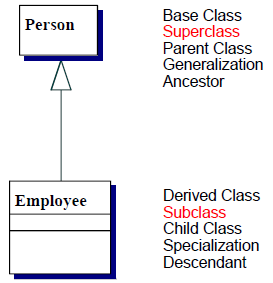 Person
Base Class
Superclass
Parent Class
Generalization
Ancestor
Employee
Derived Class
Subclass
Child Class
Specialization
Descendant